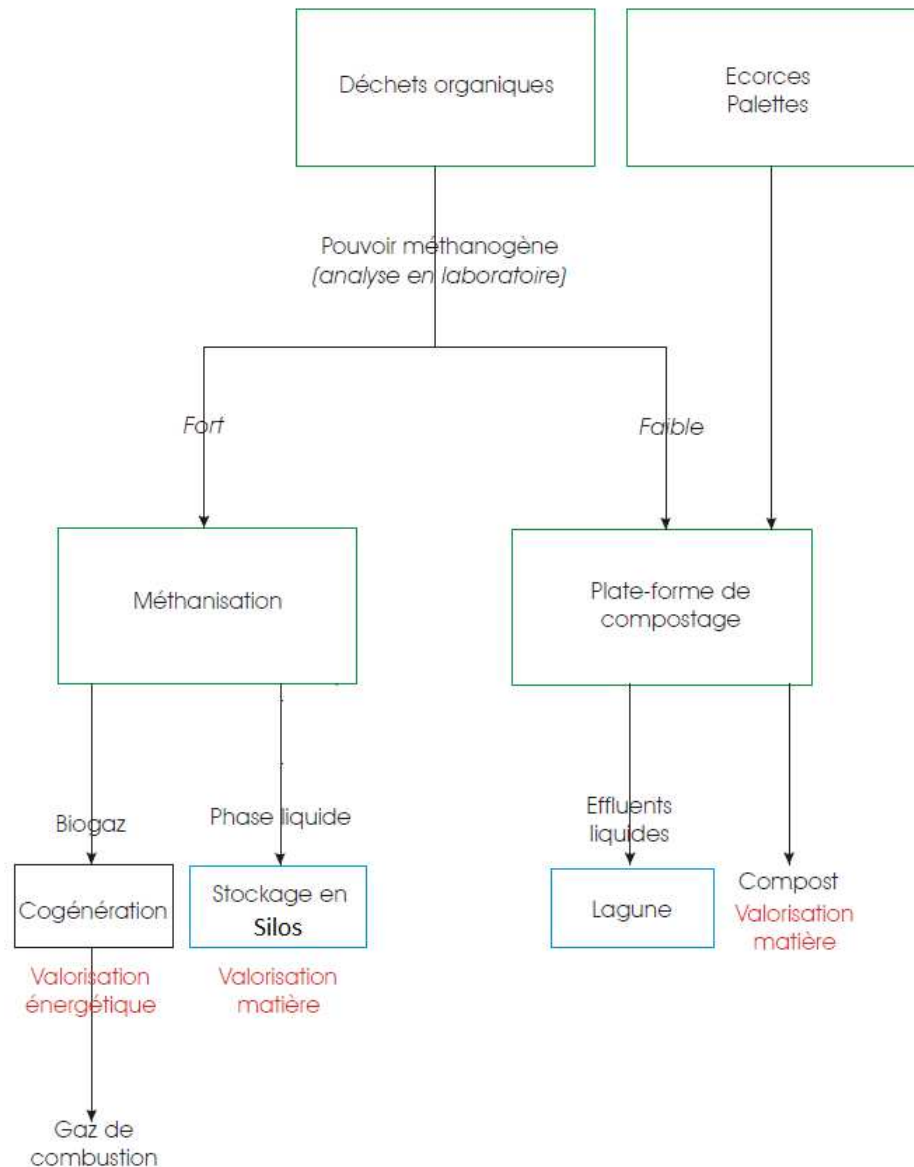 Déchets organiques
Ecorces
Palettes
Pouvoir méthanogène
(analyse en laboratoire)
Fort
Faible
Méthanisation
Plate-forme de
compostage
Biogaz
Phase liquide
Effluents
liquides
Cogénération
Stockage en
Silos
Lagune
Compost
Valorisation
matière
Valorisation
énergétique
Valorisation
matière
Gaz de
combustion